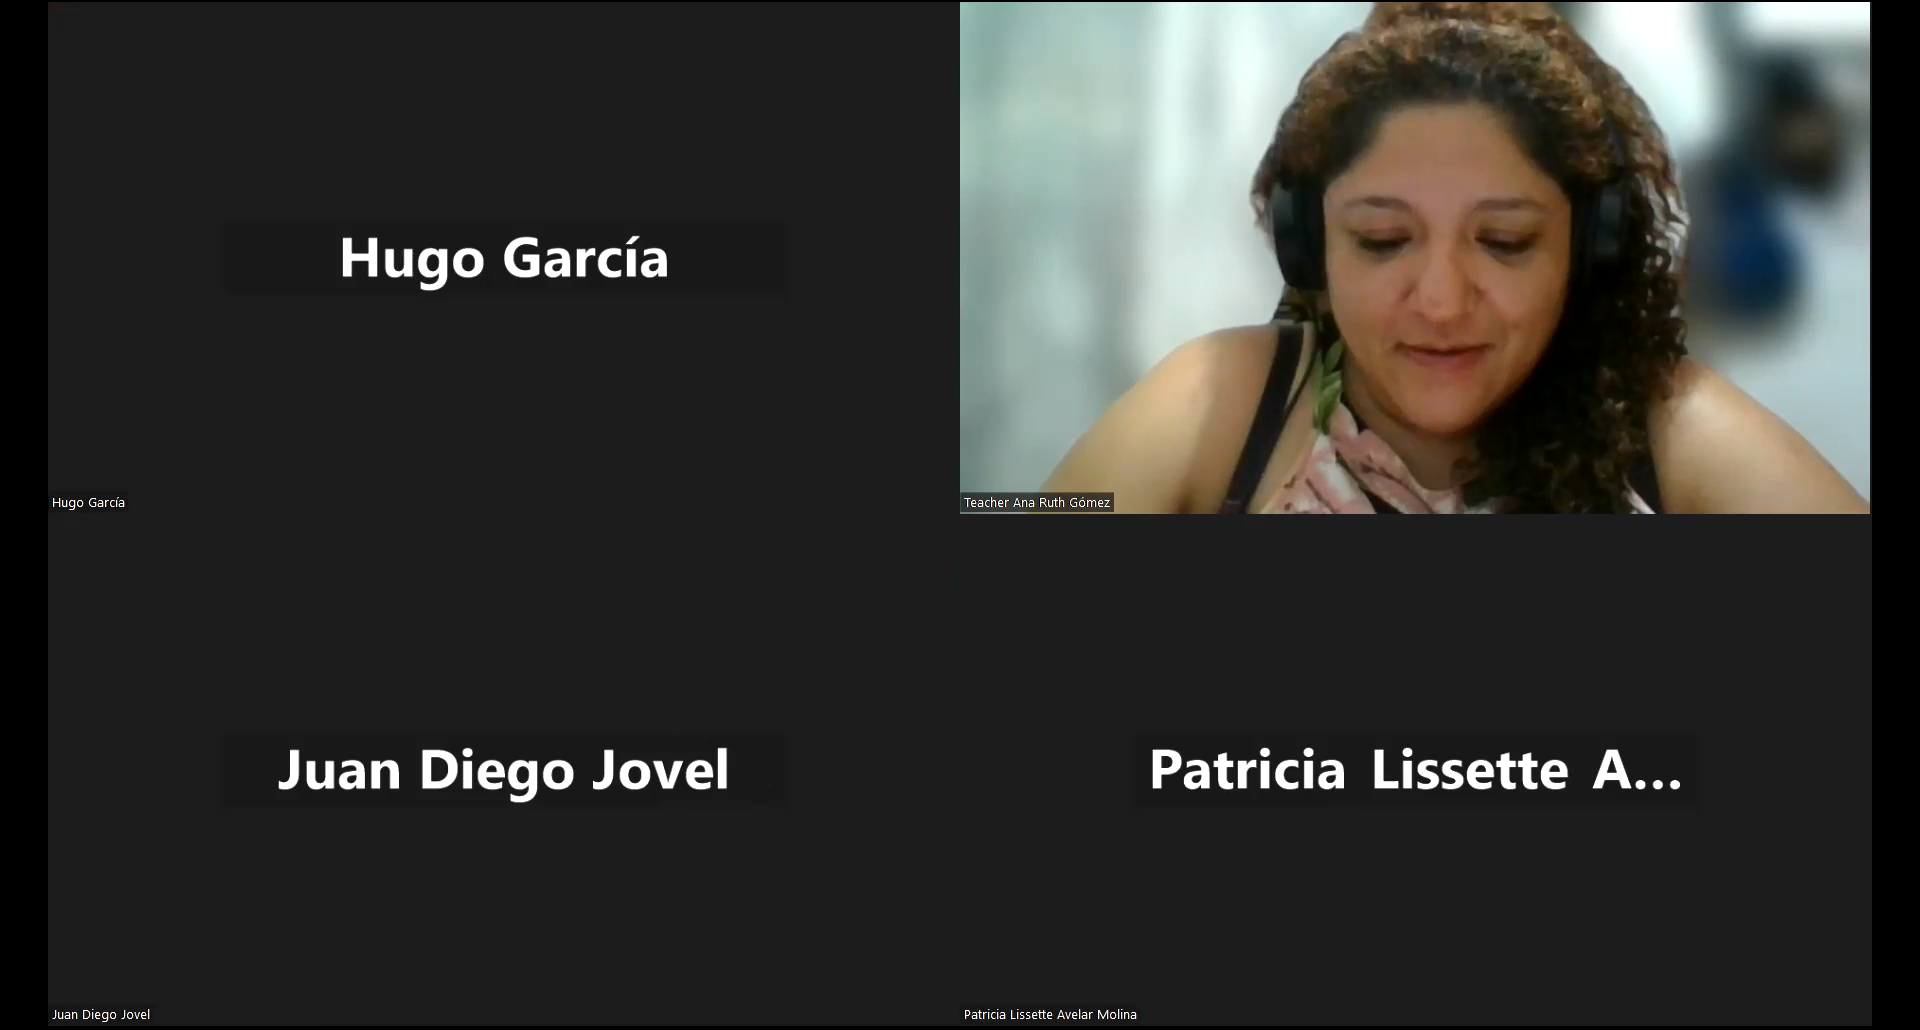 Hugo García
Hugo García
Teacher Ana Ruth Gómez
Juan Diego Jovel
Juan Diego Jovel
Patricia Lissette A...
Patricia Lissette Avelar Molina